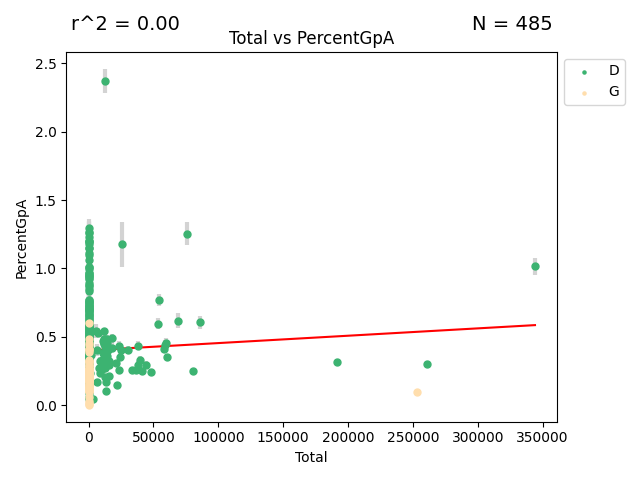 r^2 = 0.00
N = 485
Total vs PercentGpA
D
G
2.5
2.0
1.5
1.0
0.5
0.0
PercentGpA
0 50000 100000 150000 200000 250000 300000 350000
Total